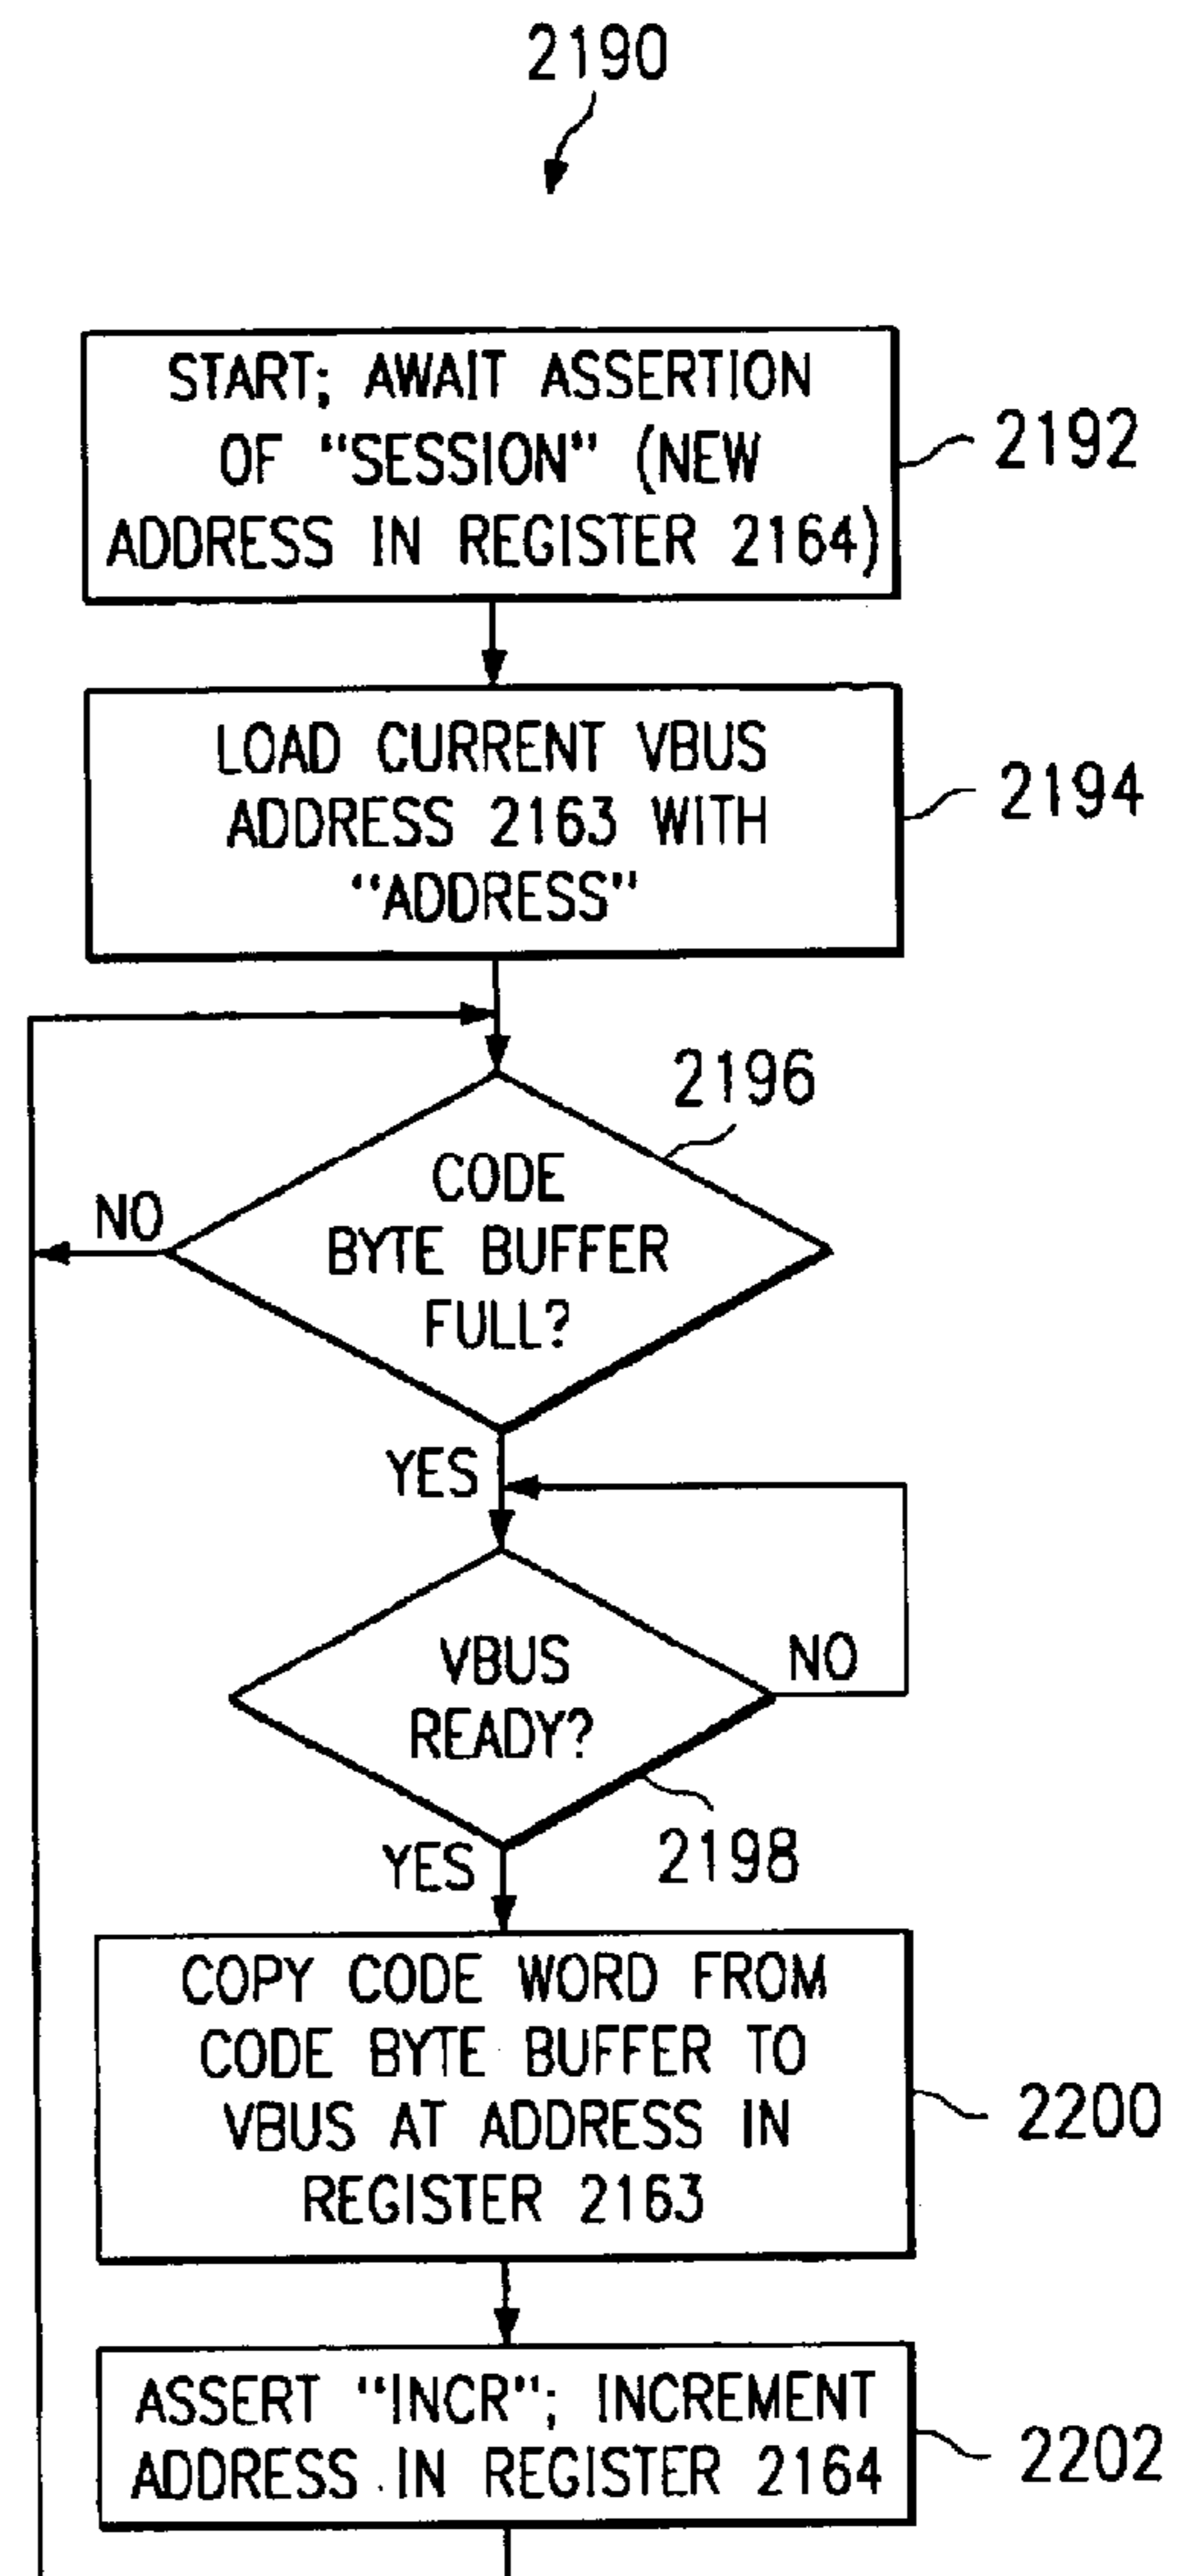 2190
START; AWAIT ASSERTION
OF "SESSION" (NEW
ADDRESS IN REGISTER 2164)
2192
LOAD CURRENT VBUS
ADDRESS 2163 WITH
"ADDRESS"
2194
2196
CODE
BYTE BUFFER
FULL?
NO
YES
VBUS
READY?
NO
2198
YES
COPY CODE WORD FROM
CODE BYTE BUFFER TO
VBUS AT ADDRESS IN
REGISTER 2163
2200
ASSERT "INCR"; INCREMENT
ADDRESS IN REGISTER 2164
2202